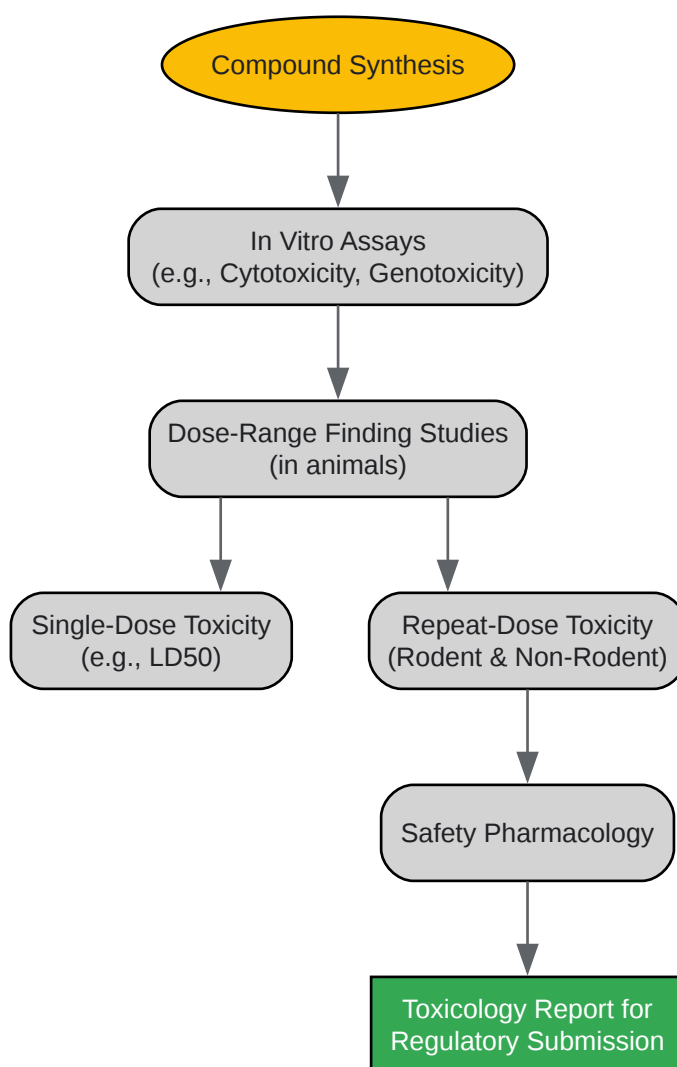 Compound Synthesis
In Vitro Assays
(e.g., Cytotoxicity, Genotoxicity)
Dose-Range Finding Studies
(in animals)
Single-Dose Toxicity
(e.g., LD50)
Repeat-Dose Toxicity
(Rodent & Non-Rodent)
Safety Pharmacology
Toxicology Report for
Regulatory Submission